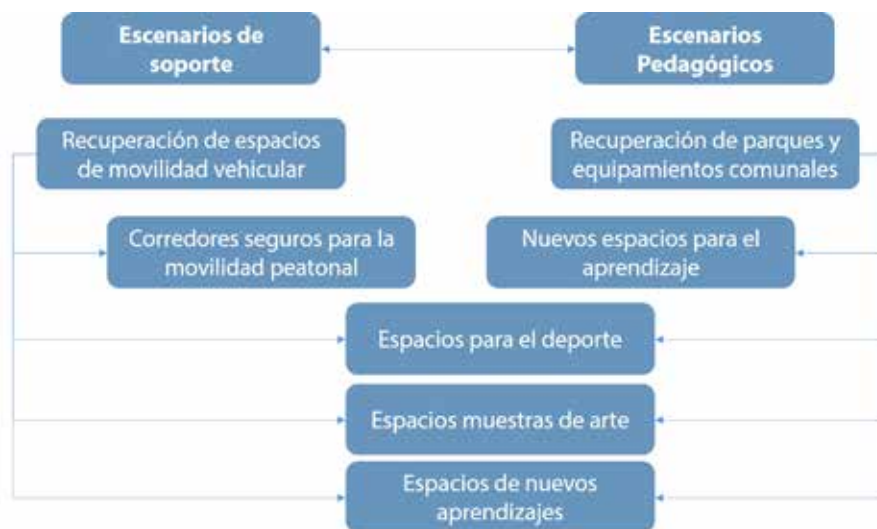 Escenarios de
soporte
Escenarios
Pedagógicos
Recuperación de espacios
de movilidad vehicular
Recuperación de parques y
equipamientos comunales
Corredores seguros para la
movilidad peatonal
Nuevos espacios para el
aprendizaje
Espacios para el deporte
Espacios muestras de arte
Espacios de nuevos
aprendizajes